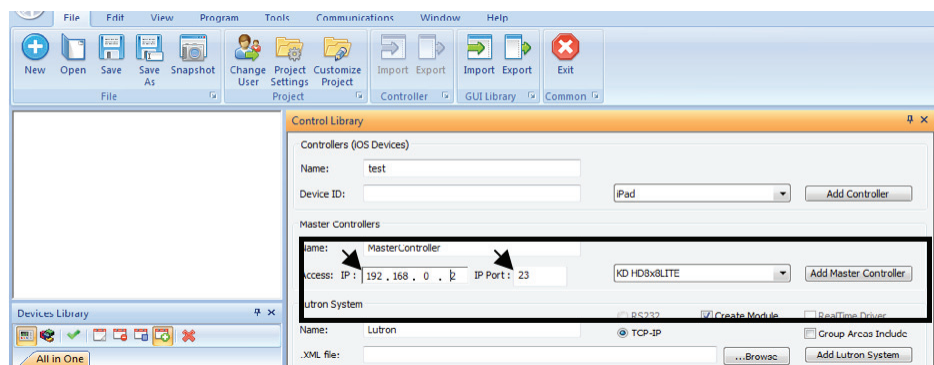 File Edit View Program Tools Communications Window Help
New Open Save Save As Snapshot Change User Project Settings Customize Project Import Export Import Export Exit
File Project Controller GUI Library Common
Control Library
Controllers (iOS Devices)
Name: test
Device ID: iPad Add Controller
Master Controllers
Name: MasterController
Access: IP: 192 . 168 . 0 . 2 IP Port: 23 KD HD8x8LITE Add Master Controller
Lutron System
RS232 Create Module RealTime Driver
Devices Library
Name: Lutron TCP-IP Group Areas Include
All in One
.XML file: ...Browse Add Lutron System